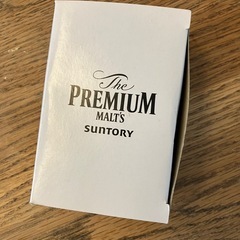 The
PREMIUM
MALT'S
SUNTORY